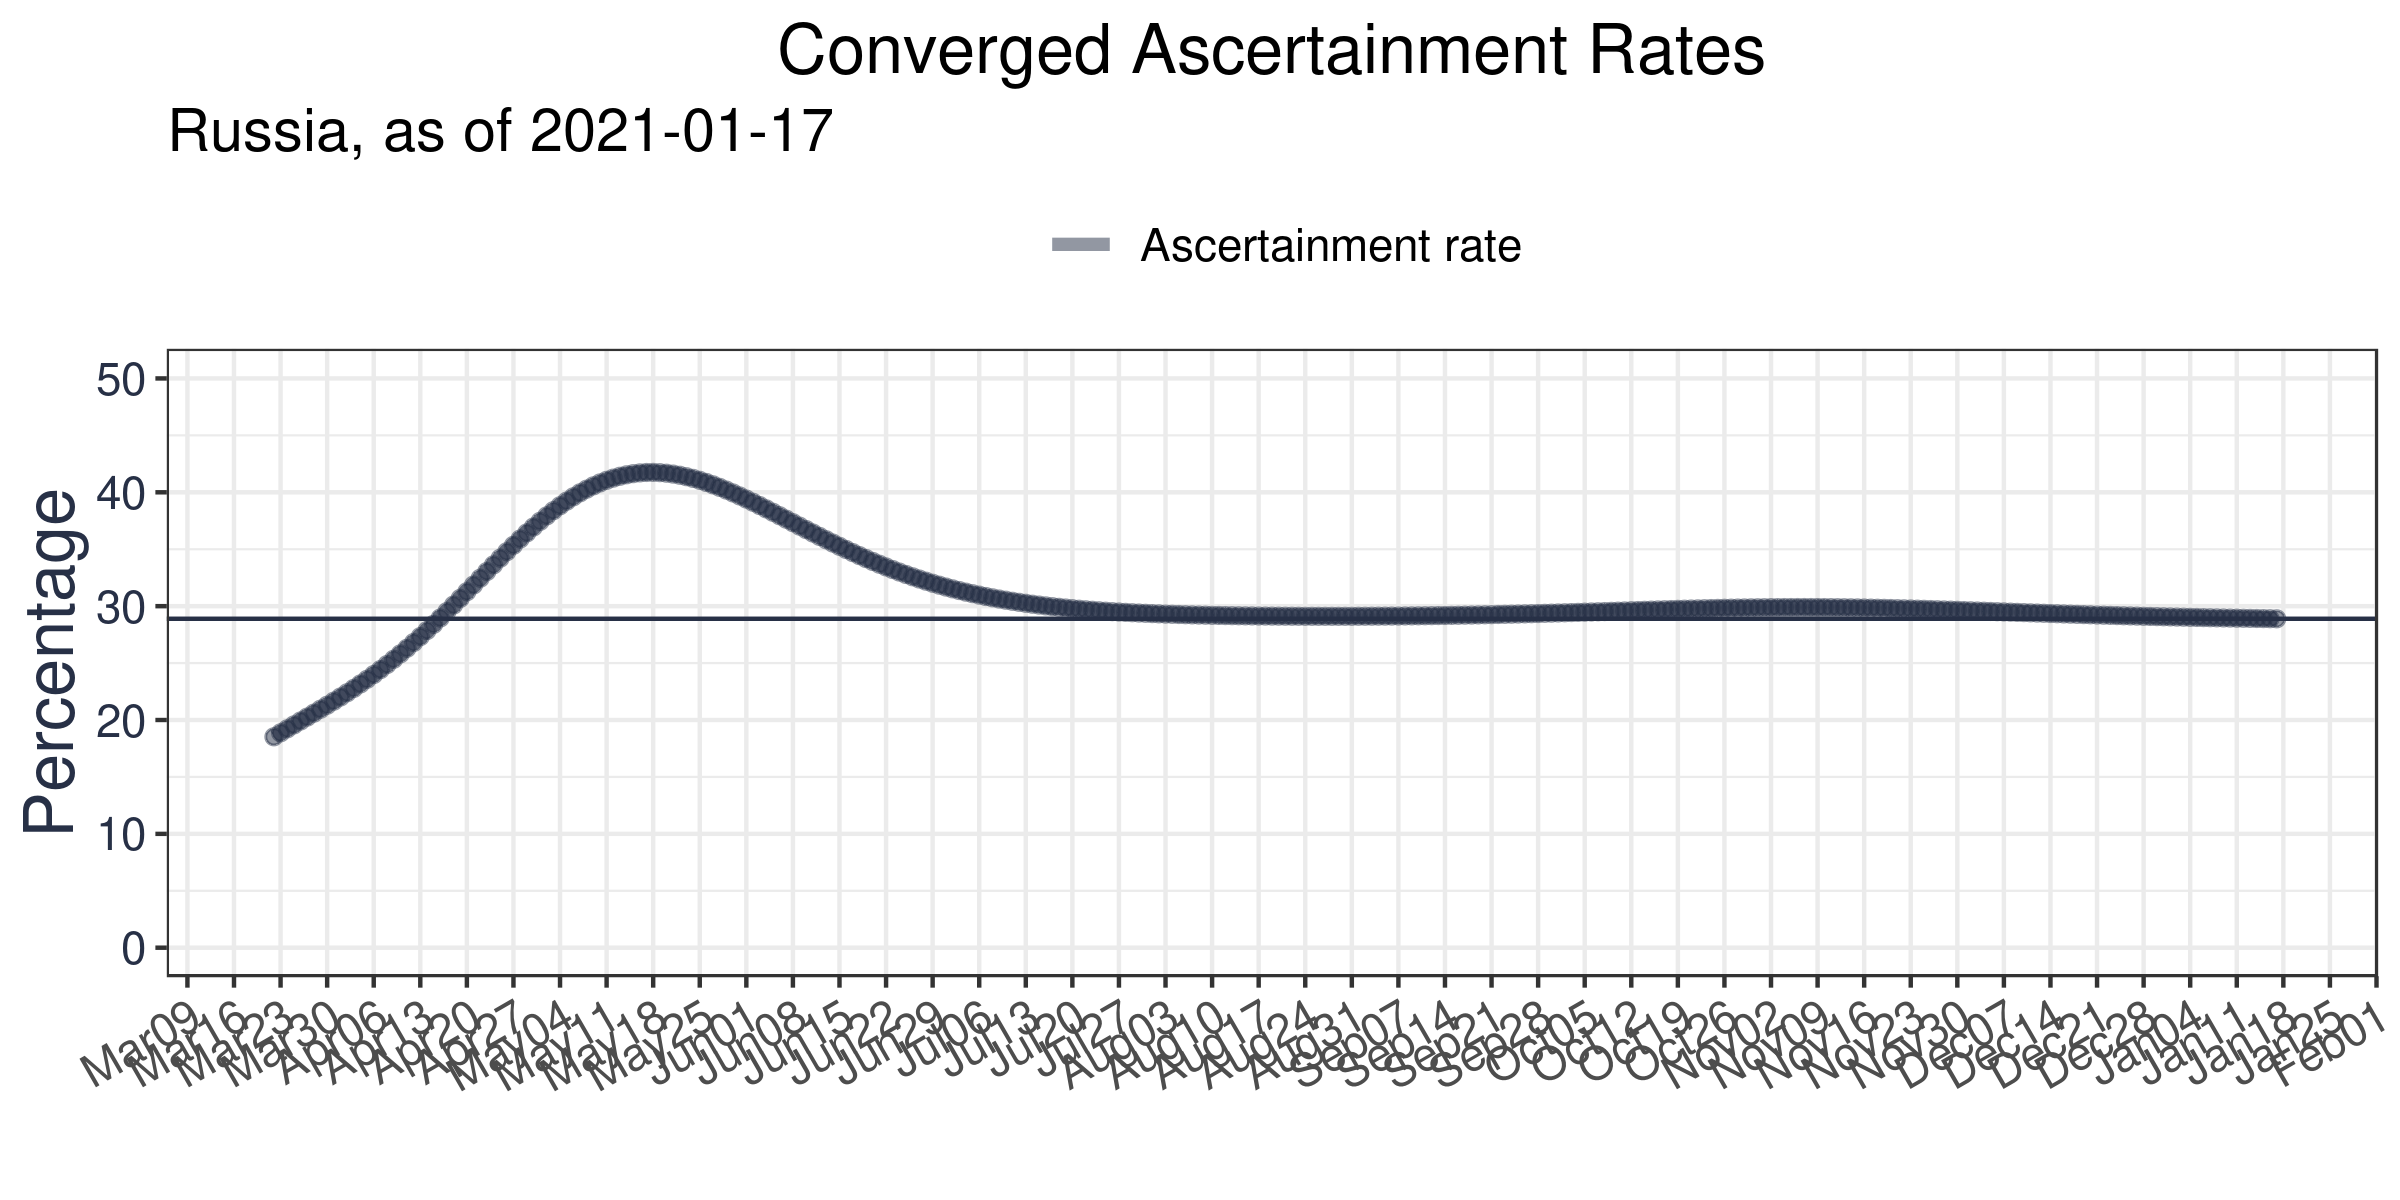 Converged Ascertainment Rates
Russia, as of 2021-01-17
Ascertainment rate
Percentage
50
40
30
20
10
0
Mar09
Mar16
Mar23
Mar30
Apr06
Apr13
Apr20
Apr27
May04
May11
May18
May25
Jun01
Jun08
Jun15
Jun22
Jun29
Jul06
Jul13
Jul20
Jul27
Aug03
Aug10
Aug17
Aug24
Aug31
Sep07
Sep14
Sep21
Sep28
Oct05
Oct12
Oct19
Oct26
Nov02
Nov09
Nov16
Nov23
Nov30
Dec07
Dec14
Dec21
Dec28
Jan04
Jan11
Jan18
Jan25
Feb01